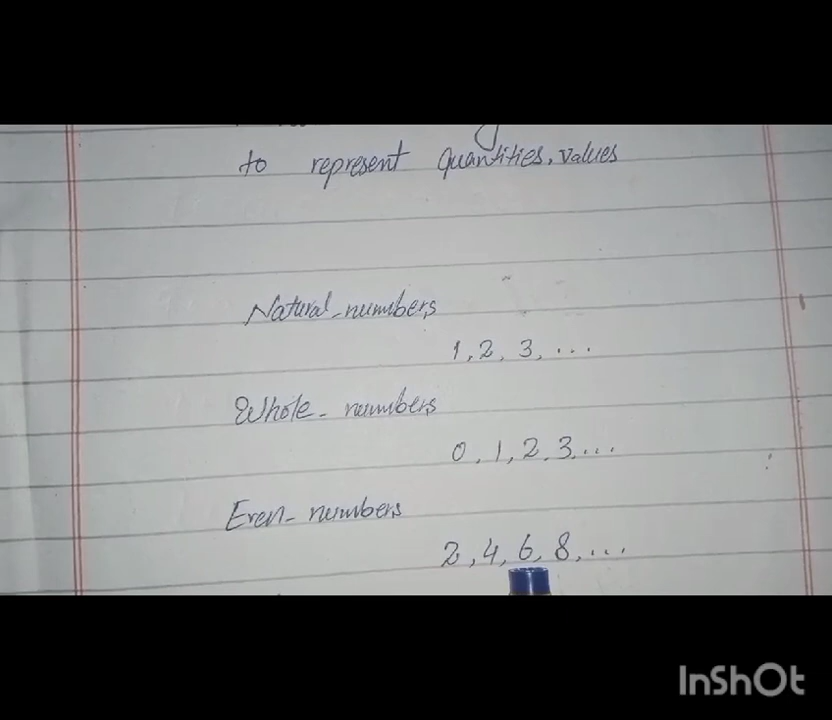 to represent quantities, values
Natural-numbers
1, 2, 3, ...
Whole-numbers
0, 1, 2, 3, ...
Even-numbers
2, 4, 6, 8, ...
InShOt